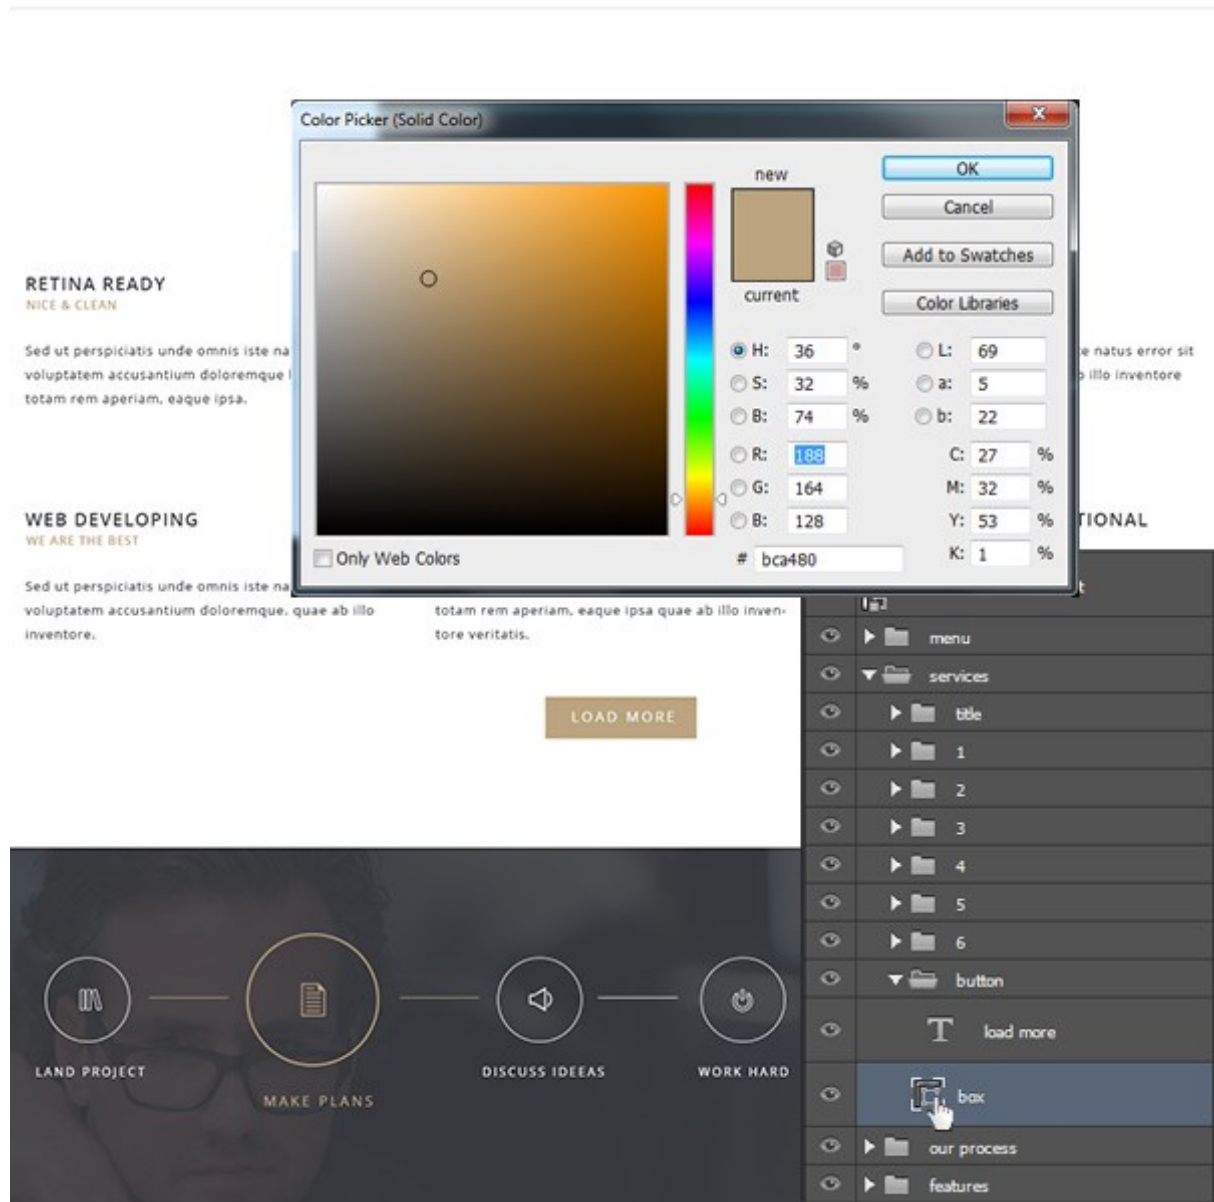 Color Picker (Solid Color)
new
current
OK
Cancel
Add to Swatches
Color Libraries
H: 36 °
S: 32 %
B: 74 %
R: 188
G: 164
B: 128
L: 69
a: 5
b: 22
C: 27 %
M: 32 %
Y: 53 %
K: 1 %
Only Web Colors
# bca480
RETINA READY
NICE & CLEAN
Sed ut perspiciatis unde omnis iste na
voluptatem accusantium doloremque
totam rem aperiam, eaque ipsa.
natus error sit
illo inventore
WEB DEVELOPING
WE ARE THE BEST
Sed ut perspiciatis unde omnis iste na
voluptatem accusantium doloremque, quae ab illo
inventore.
totam rem aperiam, eaque ipsa quae ab illo inven-
tore veritatis.
TIONAL
LOAD MORE
menu
services
title
1
2
3
4
5
6
button
T load more
box
our process
features
LAND PROJECT
MAKE PLANS
DISCUSS IDEEAS
WORK HARD